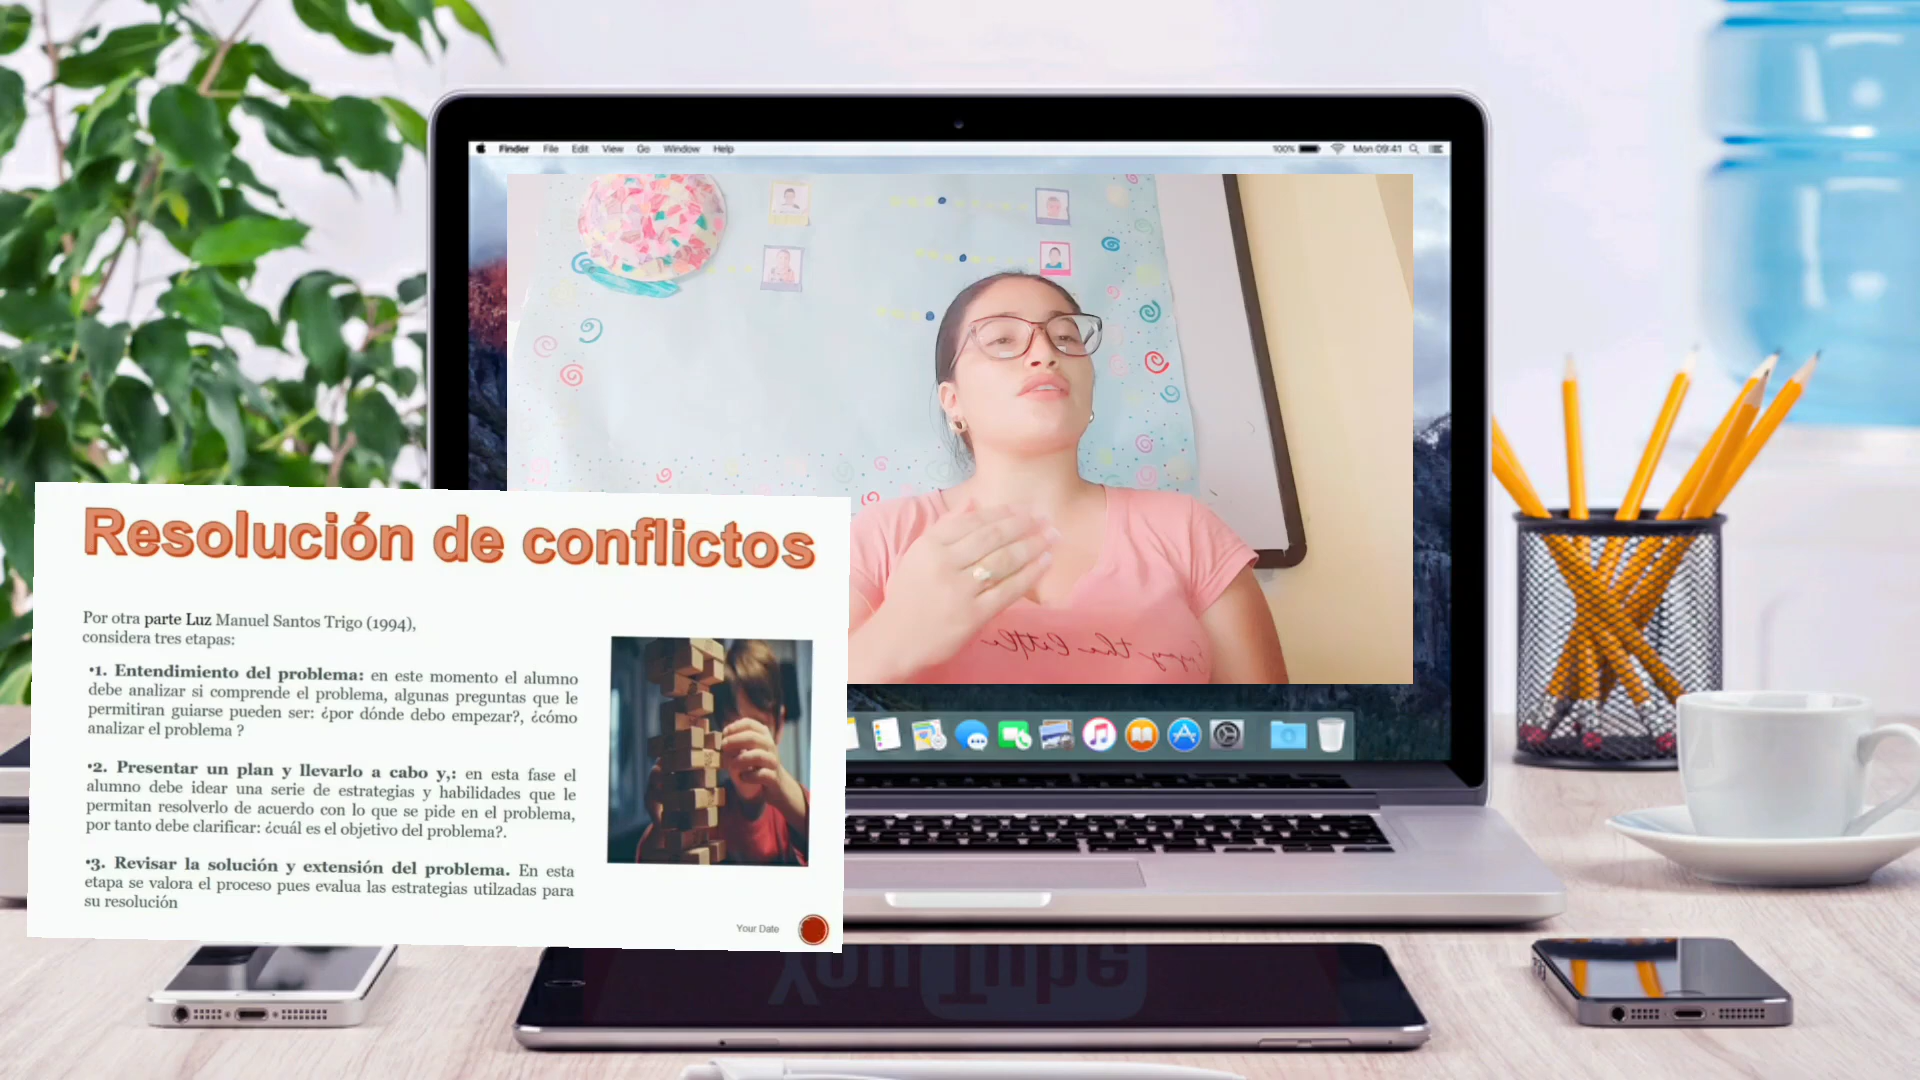 Finder File Edit View Go Window Help
100% Mon 09:41
Enjoy the little
Resolución de conflictos
Por otra parte Luz Manuel Santos Trigo (1994),
considera tres etapas:
•1. Entendimiento del problema: en este momento el alumno
debe analizar si comprende el problema, algunas preguntas que le
permitiran guiarse pueden ser: ¿por dónde debo empezar?, ¿cómo
analizar el problema ?
•2. Presentar un plan y llevarlo a cabo y,: en esta fase el
alumno debe idear una serie de estrategias y habilidades que le
permitan resolverlo de acuerdo con lo que se pide en el problema,
por tanto debe clarificar: ¿cuál es el objetivo del problema?.
•3. Revisar la solución y extensión del problema. En esta
etapa se valora el proceso pues evalua las estrategias utilzadas para
su resolución
Your Date
YouTube